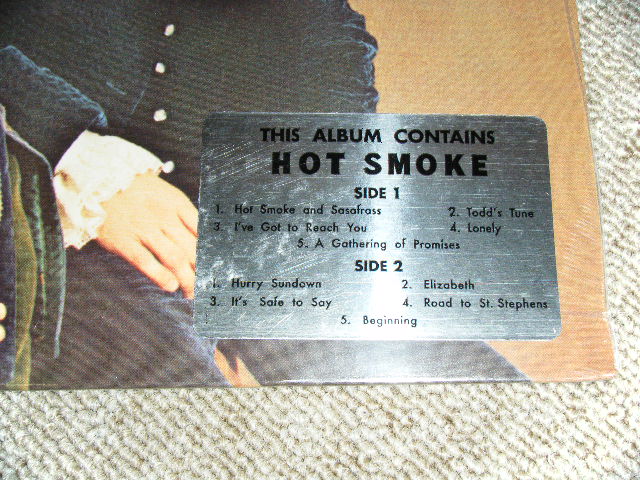 THIS ALBUM CONTAINS
HOT SMOKE
SIDE 1
1. Hot Smoke and Sasafrass 2. Todd's Tune
3. I've Got to Reach You 4. Lonely
5. A Gathering of Promises
SIDE 2
1. Hurry Sundown 2. Elizabeth
3. It's Safe to Say 4. Road to St. Stephens
5. Beginning